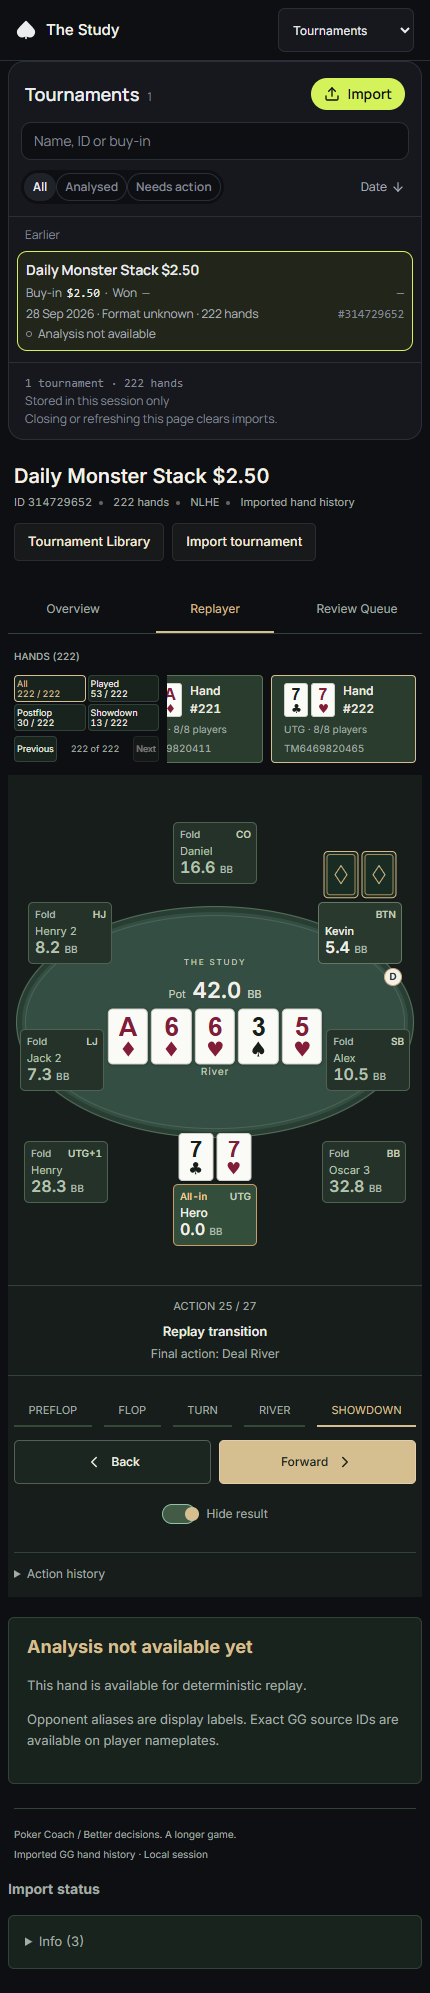 The Study
Tournaments
Tournaments 1
Import
Name, ID or buy-in
All Analysed Needs action Date ↓
Earlier
Daily Monster Stack $2.50
Buy-in $2.50 · Won — —
28 Sep 2026 · Format unknown · 222 hands #314729652
Analysis not available
1 tournament · 222 hands
Stored in this session only
Closing or refreshing this page clears imports.
Daily Monster Stack $2.50
ID 314729652 • 222 hands • NLHE • Imported hand history
Tournament Library Import tournament
Overview Replayer Review Queue
HANDS (222)
All
222 / 222
Played
53 / 222
Postflop
30 / 222
Showdown
13 / 222
Previous 222 of 222 Next
A♦
Hand
#221
· 8/8 players
9820411
7♣ 7♥
Hand
#222
UTG · 8/8 players
TM6469820465
Fold CO
Daniel
16.6 BB
Fold HJ
Henry 2
8.2 BB
BTN
Kevin
5.4 BB
D
THE STUDY
Pot 42.0 BB
A♦ 6♦ 6♥ 3♠ 5♥
River
Fold LJ
Jack 2
7.3 BB
Fold SB
Alex
10.5 BB
Fold UTG+1
Henry
28.3 BB
7♣ 7♥
All-in UTG
Hero
0.0 BB
Fold BB
Oscar 3
32.8 BB
ACTION 25 / 27
Replay transition
Final action: Deal River
PREFLOP FLOP TURN RIVER SHOWDOWN
Back Forward
Hide result
Action history
Analysis not available yet
This hand is available for deterministic replay.
Opponent aliases are display labels. Exact GG source IDs are
available on player nameplates.
Poker Coach / Better decisions. A longer game.
Imported GG hand history · Local session
Import status
Info (3)